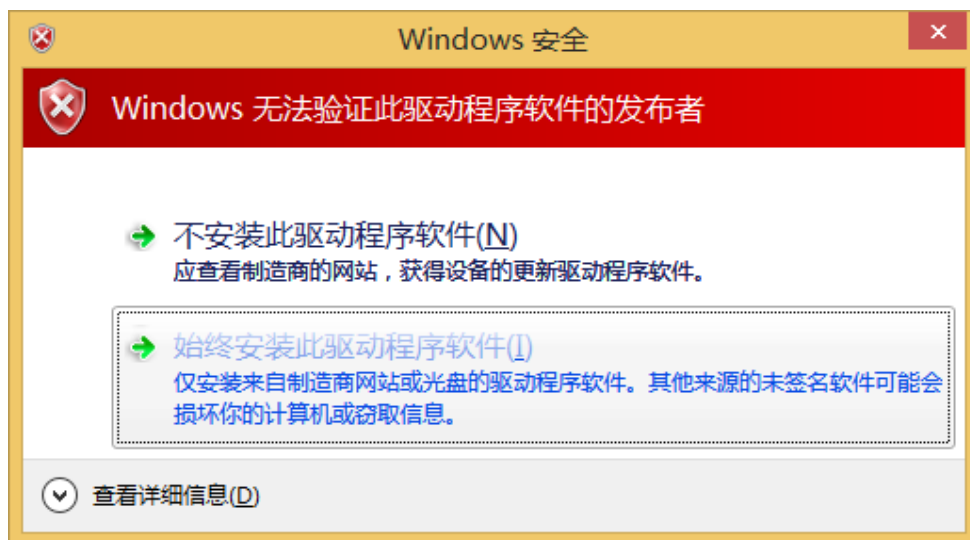 Windows 安全
Windows 无法验证此驱动程序软件的发布者
不安装此驱动程序软件(N)
应查看制造商的网站，获得设备的更新驱动程序软件。
始终安装此驱动程序软件(I)
仅安装来自制造商网站或光盘的驱动程序软件。其他来源的未签名软件可能会
损坏你的计算机或窃取信息。
查看详细信息(D)